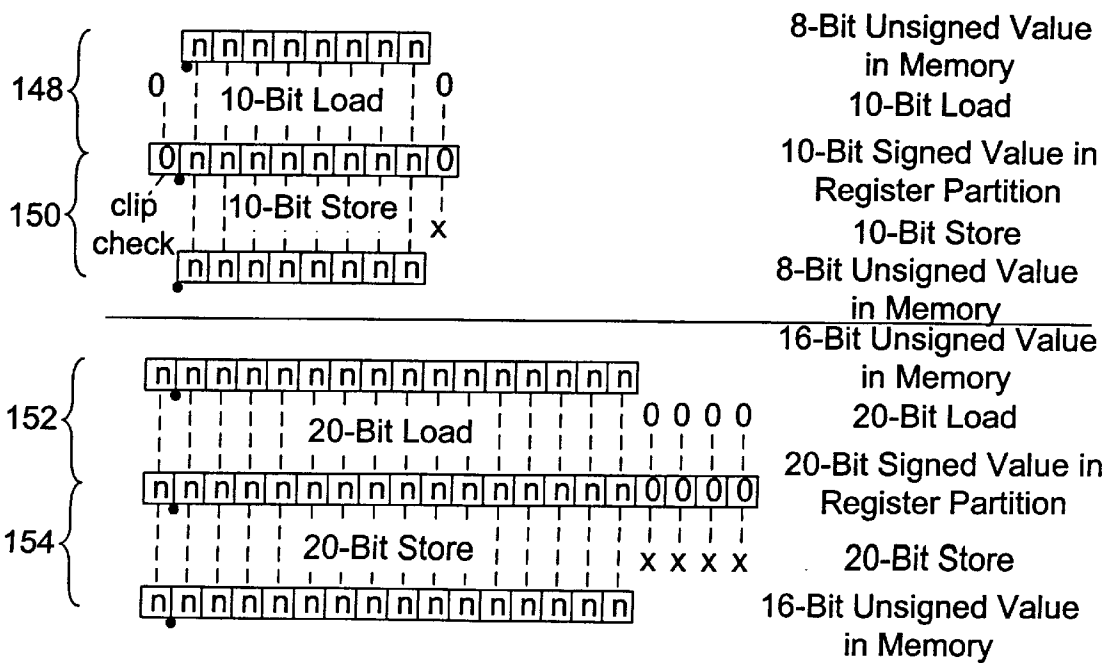 n n n n n n n n
8-Bit Unsigned Value
in Memory
148
0
10-Bit Load
0
10-Bit Load
0 n n n n n n n n 0
10-Bit Signed Value in
Register Partition
150
clip
check
10-Bit Store
x
10-Bit Store
n n n n n n n n
8-Bit Unsigned Value
in Memory
n n n n n n n n n n n n n n n n
16-Bit Unsigned Value
in Memory
152
20-Bit Load
0 0 0 0
20-Bit Load
n n n n n n n n n n n n n n n n 0 0 0 0
20-Bit Signed Value in
Register Partition
154
20-Bit Store
x x x x
20-Bit Store
n n n n n n n n n n n n n n n n
16-Bit Unsigned Value
in Memory